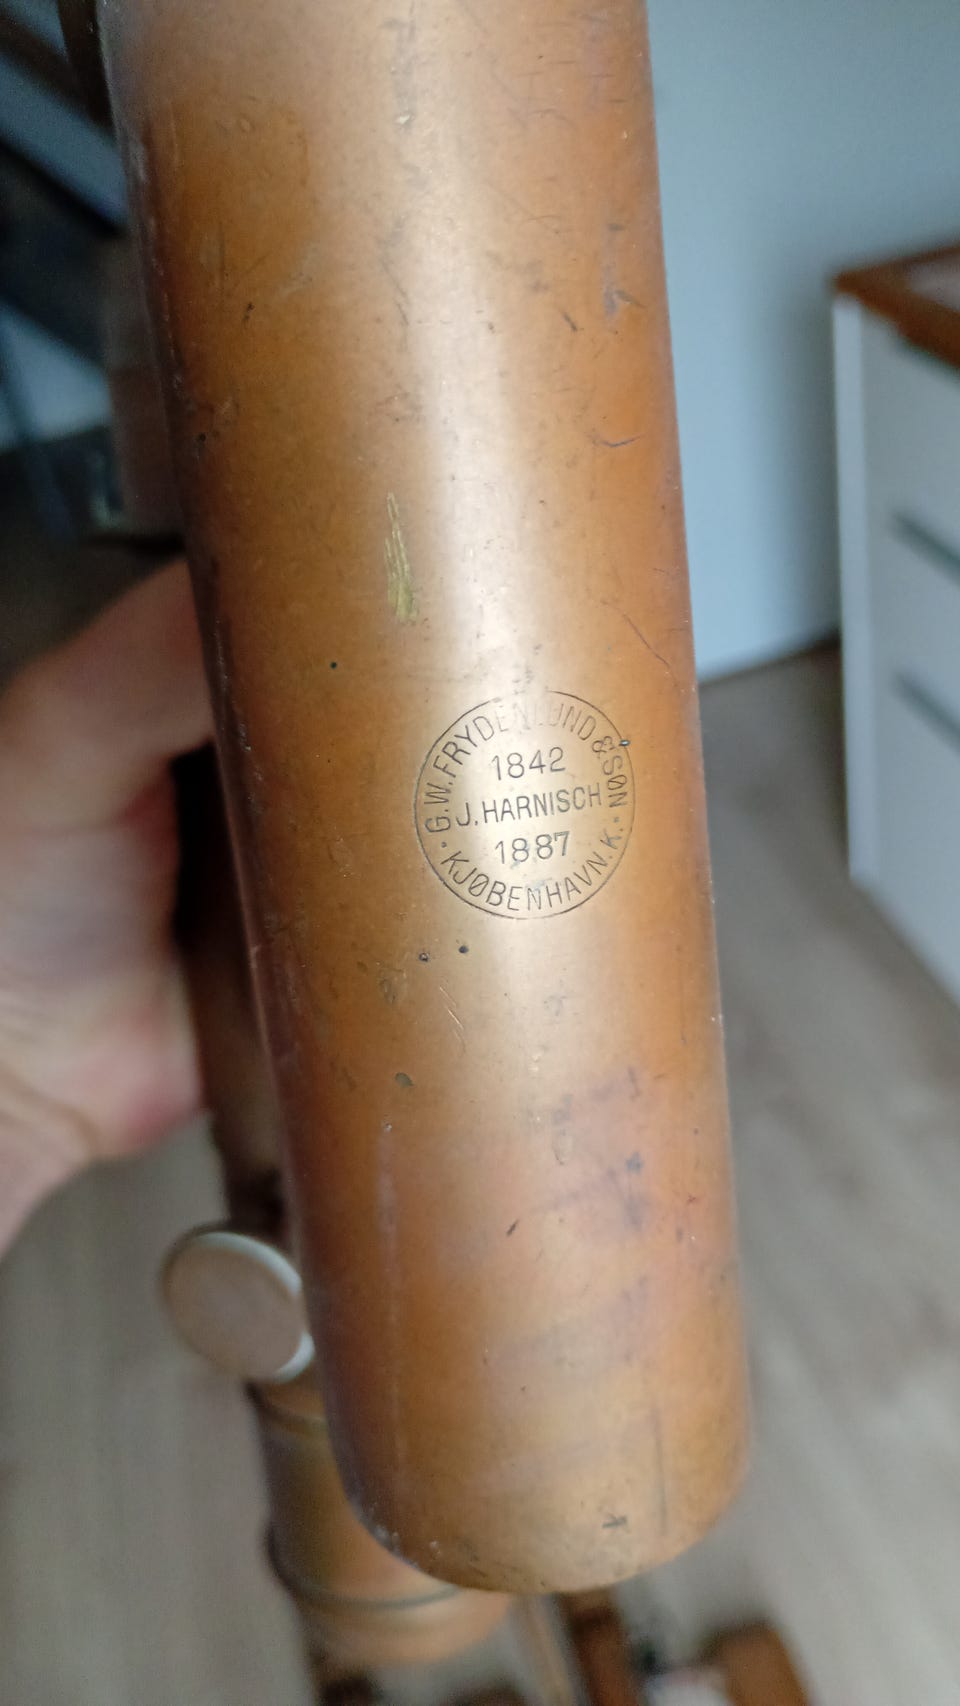 G.W.FRYDENLUND & SØN
1842
J.HARNISCH
1887
· KJØBENHAVN.K. ·